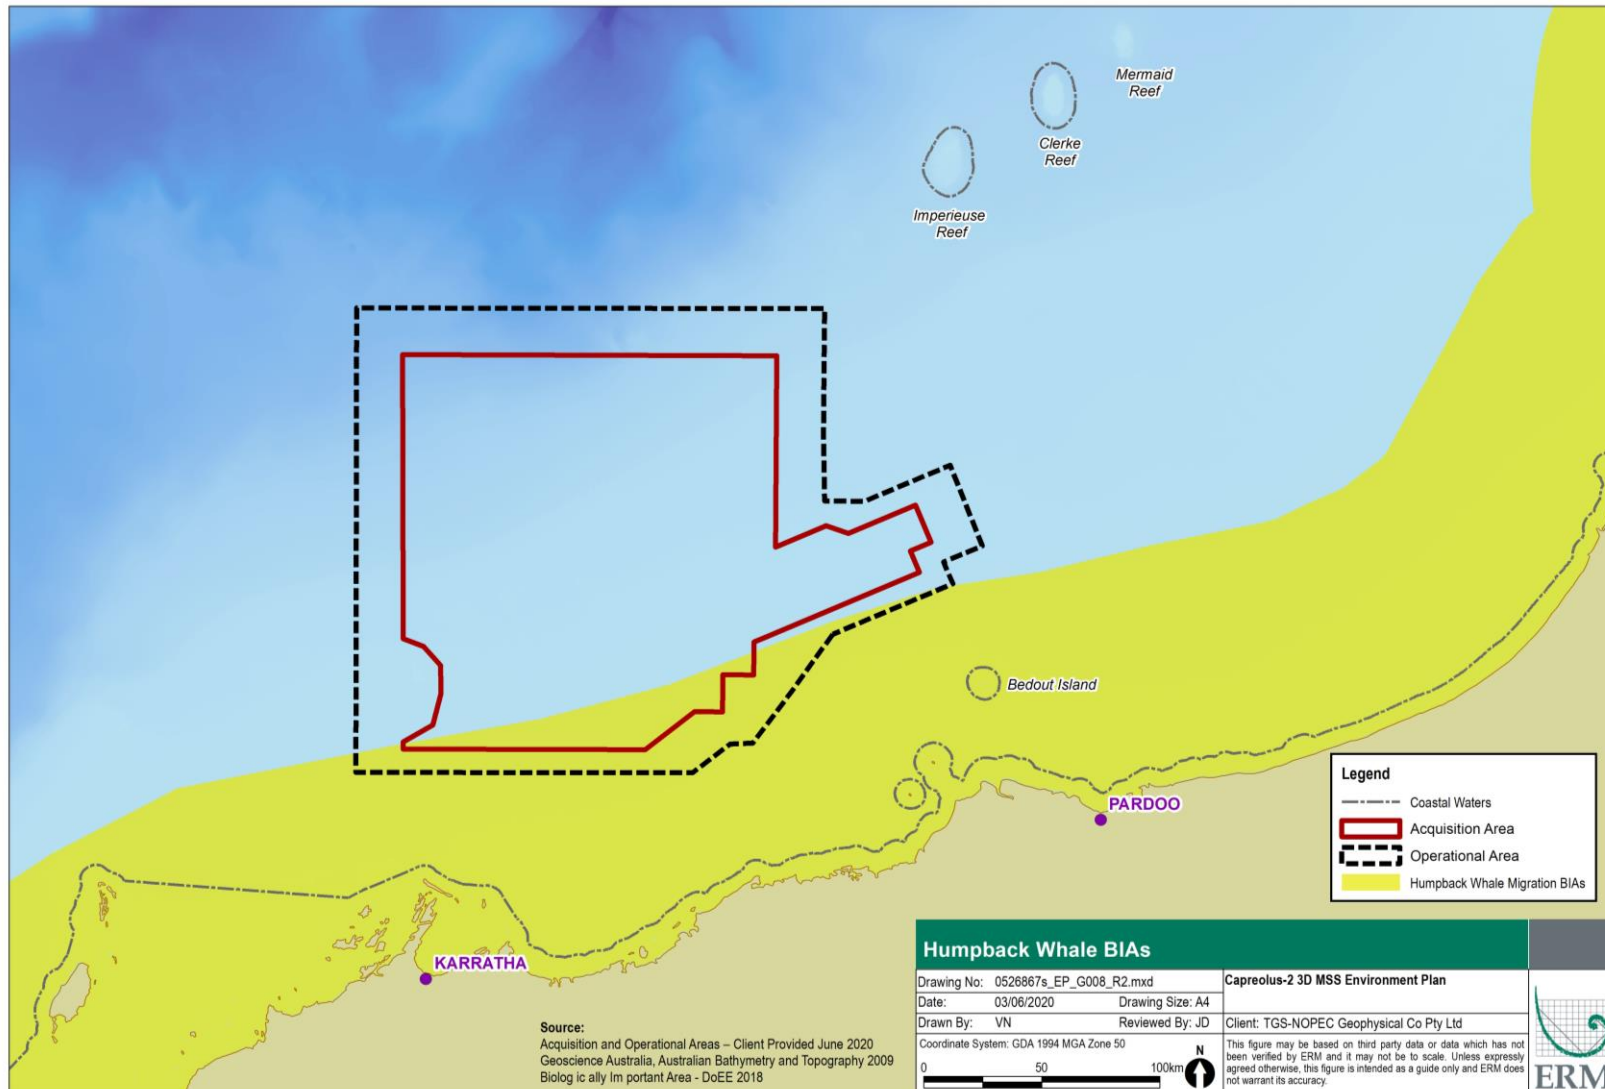 Mermaid
Reef
Clerke
Reef
Imperieuse
Reef
Bedout Island
PARDOO
KARRATHA
Legend
Coastal Waters
Acquisition Area
Operational Area
Humpback Whale Migration BIAs
Source:
Acquisition and Operational Areas – Client Provided June 2020
Geoscience Australia, Australian Bathymetry and Topography 2009
Biolog ic ally Im portant Area - DoEE 2018
Humpback Whale BIAs
Drawing No: 0526867s_EP_G008_R2.mxd
Date: 03/06/2020 Drawing Size: A4
Drawn By: VN Reviewed By: JD
Coordinate System: GDA 1994 MGA Zone 50
0 50 100km
N
Capreolus-2 3D MSS Environment Plan
Client: TGS-NOPEC Geophysical Co Pty Ltd
This figure may be based on third party data or data which has not
been verified by ERM and it may not be to scale. Unless expressly
agreed otherwise, this figure is intended as a guide only and ERM does
not warrant its accuracy.
ERM